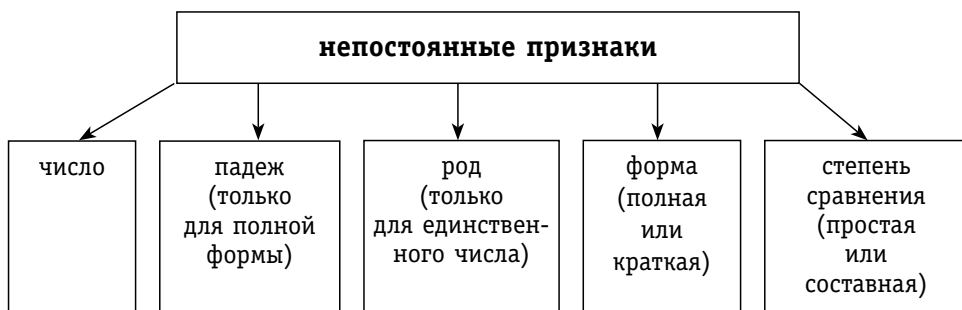 непостоянные признаки
число
падеж
(только
для полной
формы)
род
(только
для единствен-
ного числа)
форма
(полная
или
краткая)
степень
сравнения
(простая
или
составная)